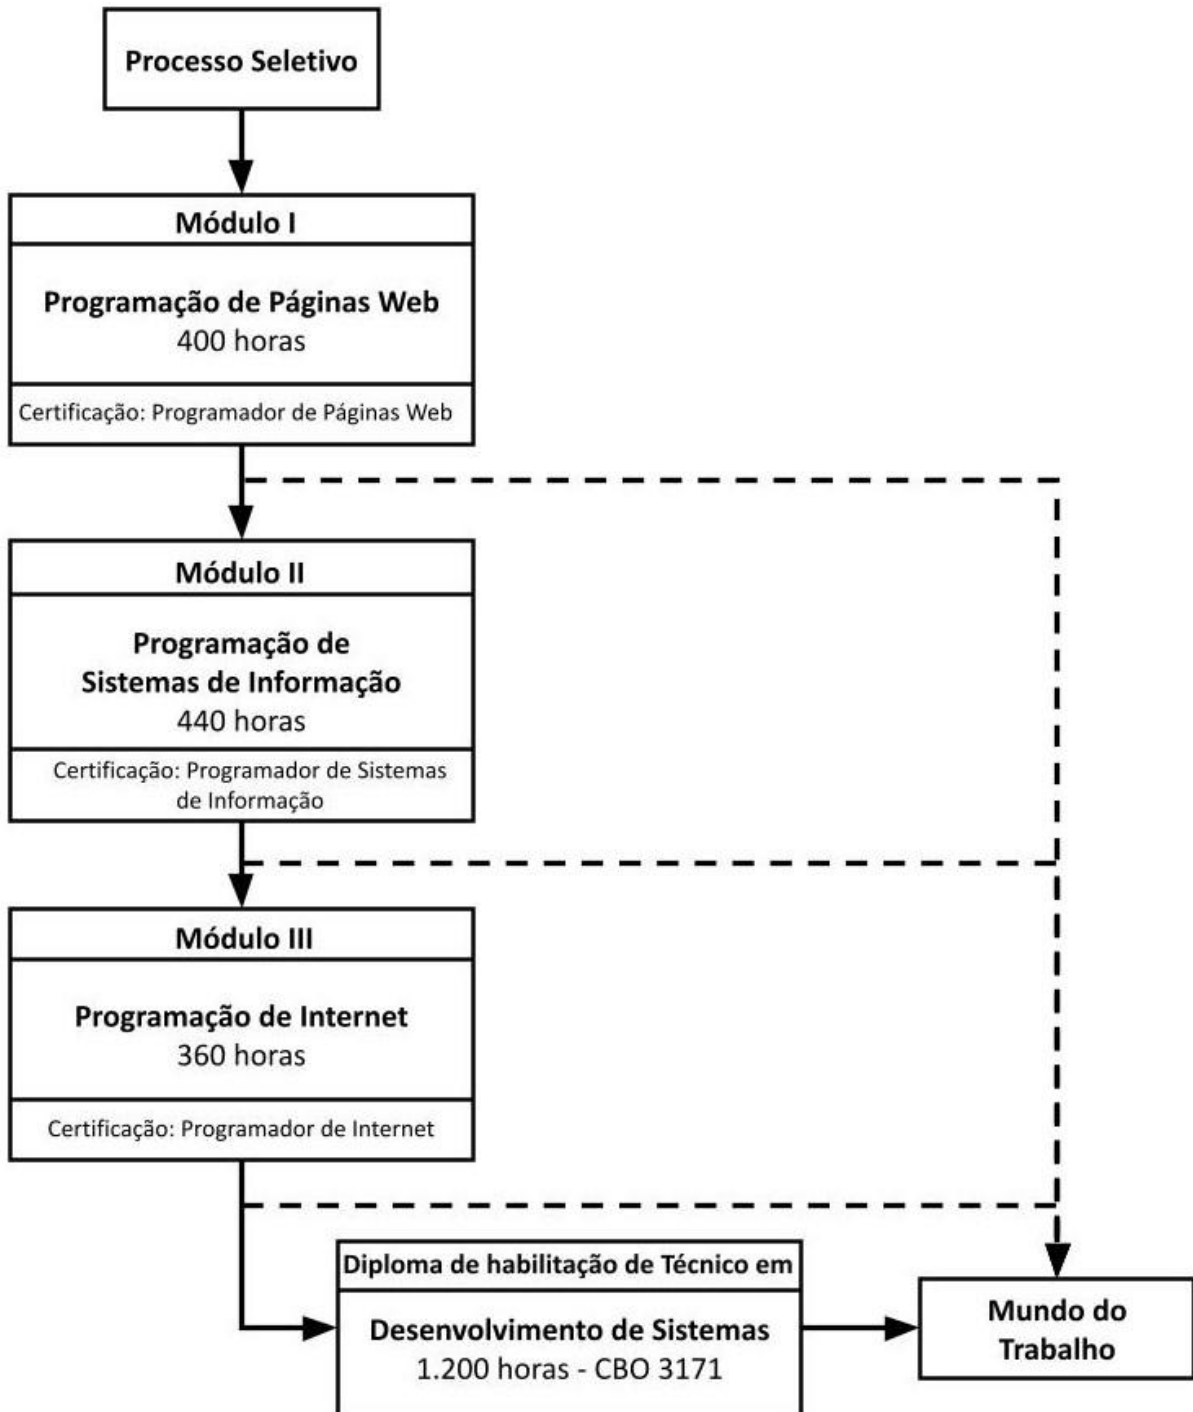 Processo Seletivo
Módulo I
Programação de Páginas Web
400 horas
Certificação: Programador de Páginas Web
Módulo II
Programação de
Sistemas de Informação
440 horas
Certificação: Programador de Sistemas
de Informação
Módulo III
Programação de Internet
360 horas
Certificação: Programador de Internet
Diploma de habilitação de Técnico em
Desenvolvimento de Sistemas
1.200 horas - CBO 3171
Mundo do
Trabalho